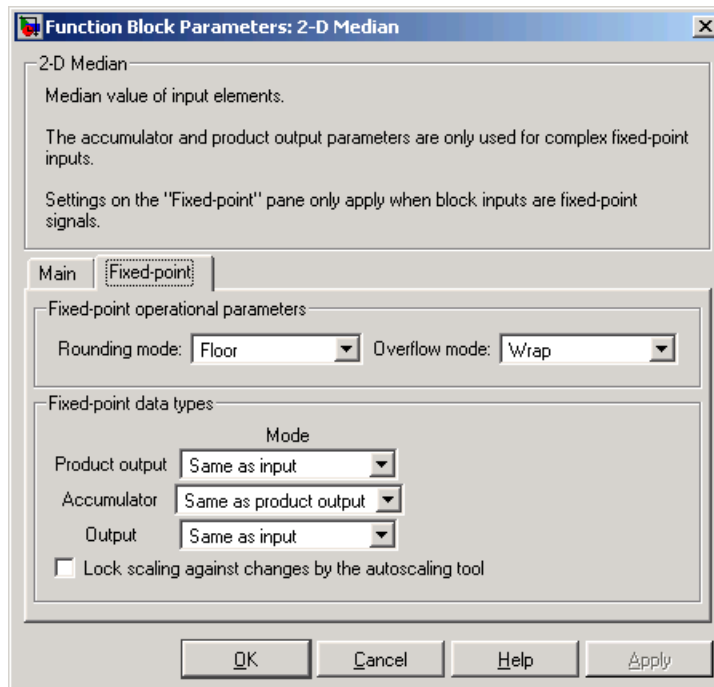 Function Block Parameters: 2-D Median
2-D Median
Median value of input elements.
The accumulator and product output parameters are only used for complex fixed-point
inputs.
Settings on the "Fixed-point" pane only apply when block inputs are fixed-point
signals.
Main Fixed-point
Fixed-point operational parameters
Rounding mode: Floor Overflow mode: Wrap
Fixed-point data types
Mode
Product output Same as input
Accumulator Same as product output
Output Same as input
Lock scaling against changes by the autoscaling tool
OK Cancel Help Apply